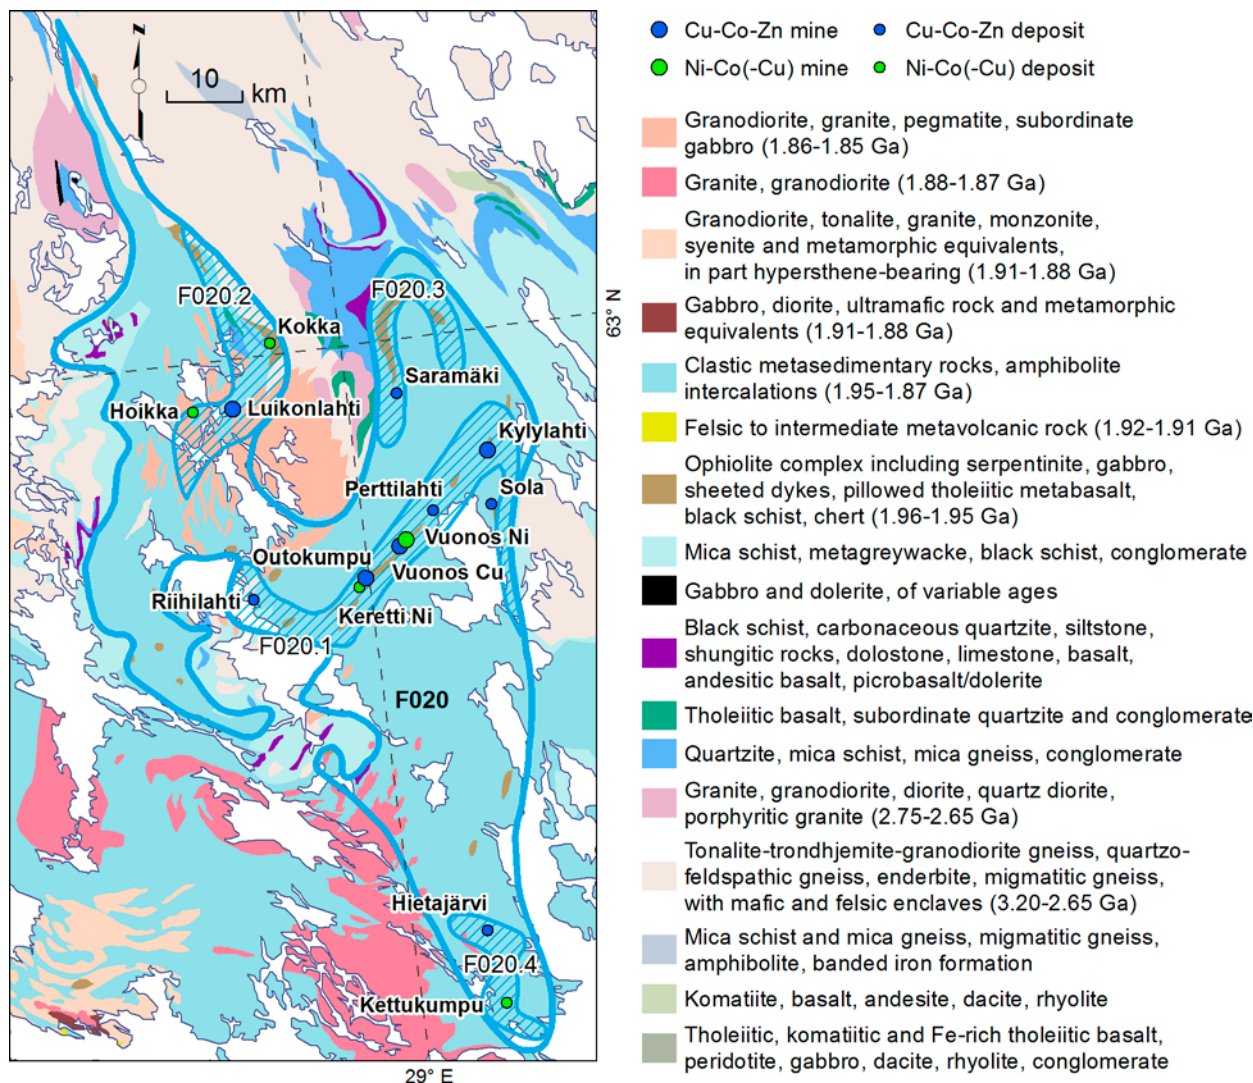 z
10
km
F020.2
Kokka
F020.3
63° N
Saramäki
Hoikka
Luikonlahti
Kylylahti
Perttilahti
Sola
Vuonos Ni
Outokumpu
Vuonos Cu
Riihilahti
Keretti Ni
F020.1
F020
Hietajärvi
F020.4
Kettukumpu
29° E
Cu-Co-Zn mine
Cu-Co-Zn deposit
Ni-Co(-Cu) mine
Ni-Co(-Cu) deposit
Granodiorite, granite, pegmatite, subordinate
gabbro (1.86-1.85 Ga)
Granite, granodiorite (1.88-1.87 Ga)
Granodiorite, tonalite, granite, monzonite,
syenite and metamorphic equivalents,
in part hypersthene-bearing (1.91-1.88 Ga)
Gabbro, diorite, ultramafic rock and metamorphic
equivalents (1.91-1.88 Ga)
Clastic metasedimentary rocks, amphibolite
intercalations (1.95-1.87 Ga)
Felsic to intermediate metavolcanic rock (1.92-1.91 Ga)
Ophiolite complex including serpentinite, gabbro,
sheeted dykes, pillowed tholeiitic metabasalt,
black schist, chert (1.96-1.95 Ga)
Mica schist, metagreywacke, black schist, conglomerate
Gabbro and dolerite, of variable ages
Black schist, carbonaceous quartzite, siltstone,
shungitic rocks, dolostone, limestone, basalt,
andesitic basalt, picrobasalt/dolerite
Tholeiitic basalt, subordinate quartzite and conglomerate
Quartzite, mica schist, mica gneiss, conglomerate
Granite, granodiorite, diorite, quartz diorite,
porphyritic granite (2.75-2.65 Ga)
Tonalite-trondhjemite-granodiorite gneiss, quartzo-
feldspathic gneiss, enderbite, migmatitic gneiss,
with mafic and felsic enclaves (3.20-2.65 Ga)
Mica schist and mica gneiss, migmatitic gneiss,
amphibolite, banded iron formation
Komatiite, basalt, andesite, dacite, rhyolite
Tholeiitic, komatiitic and Fe-rich tholeiitic basalt,
peridotite, gabbro, dacite, rhyolite, conglomerate